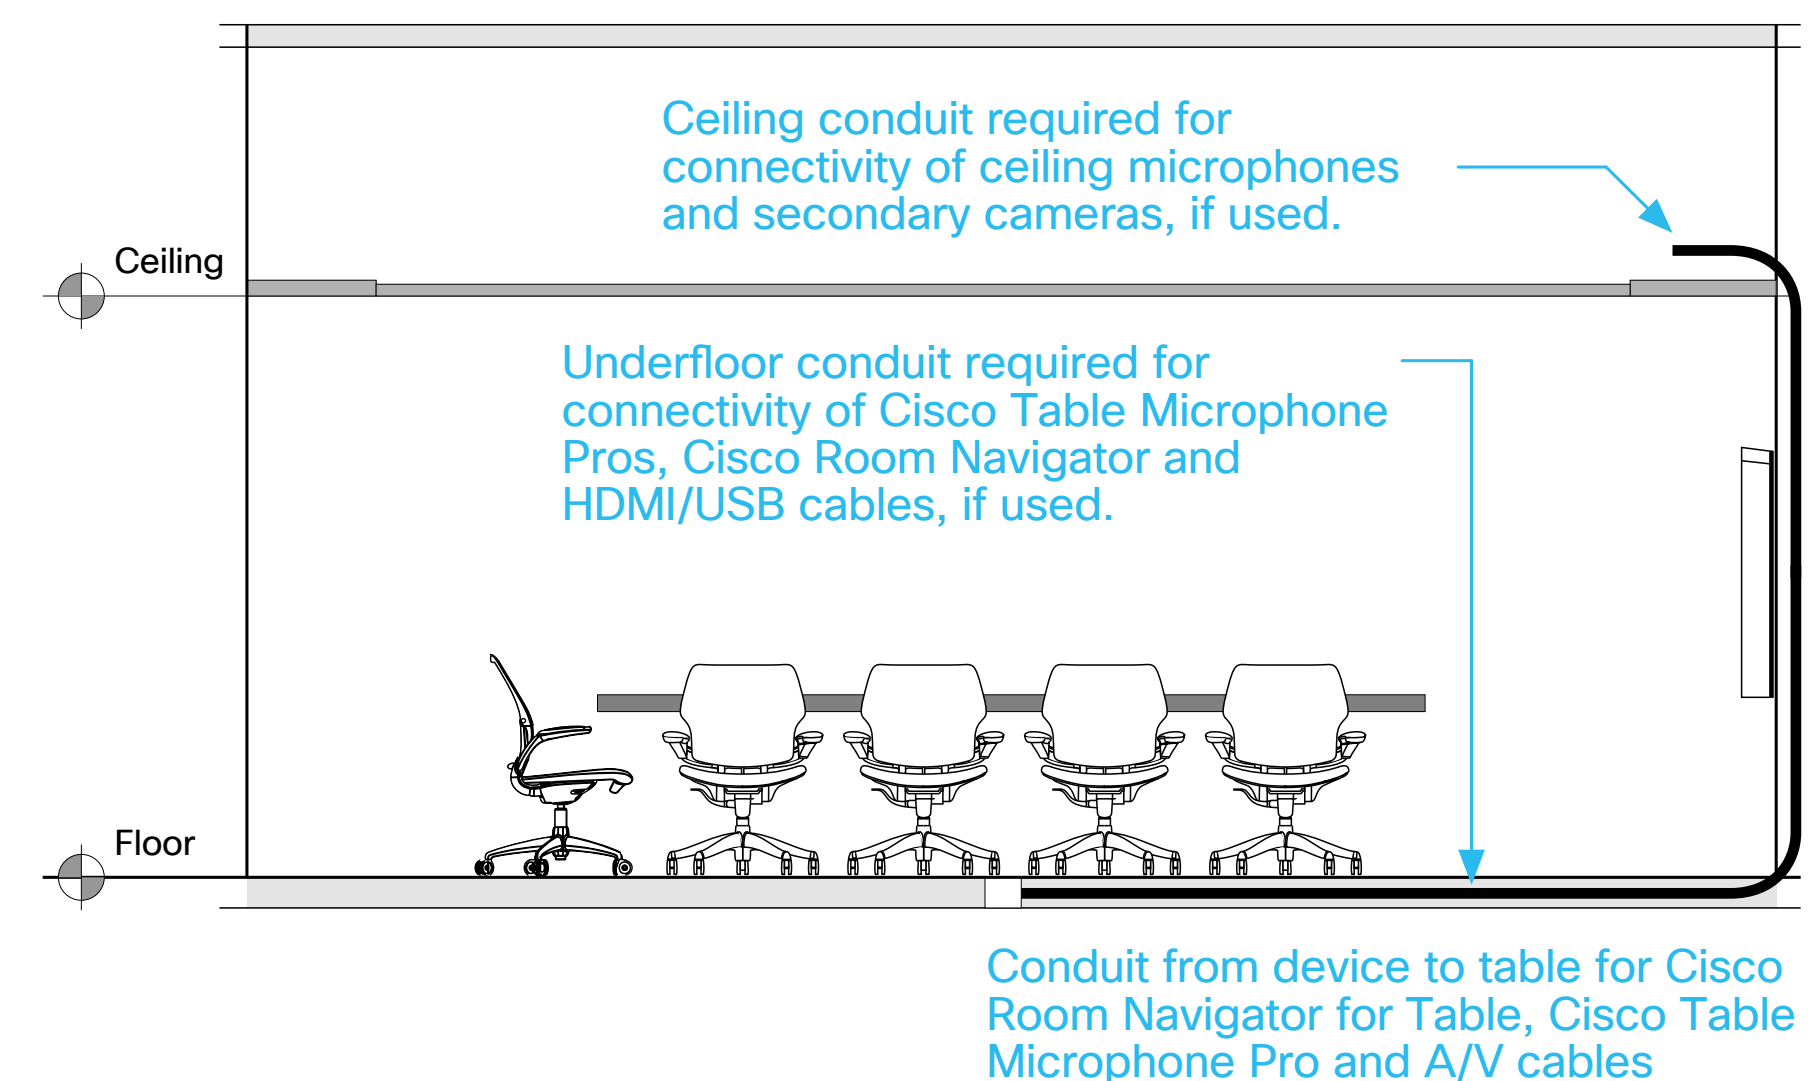 Ceiling conduit required for
connectivity of ceiling microphones
and secondary cameras, if used.
Ceiling
Underfloor conduit required for
connectivity of Cisco Table Microphone
Pros, Cisco Room Navigator and
HDMI/USB cables, if used.
Floor
Conduit from device to table for Cisco
Room Navigator for Table, Cisco Table
Microphone Pro and A/V cables